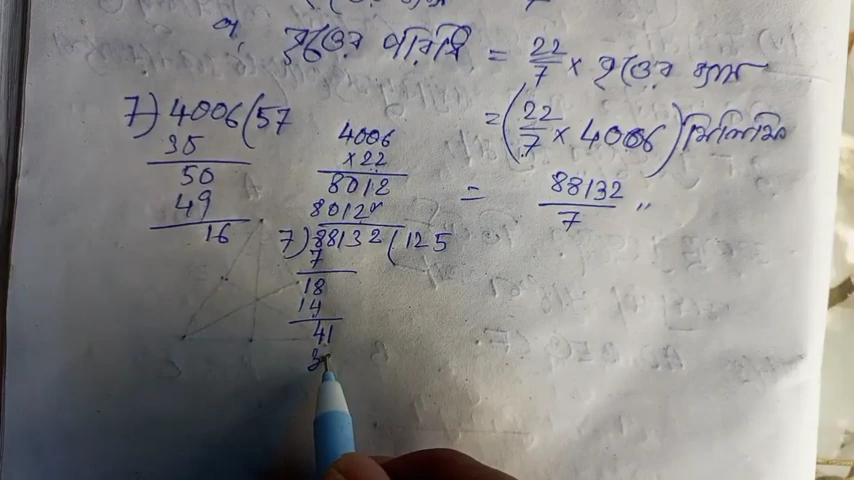 বৃত্তের পরিধি = 22/7 × বৃত্তের ব্যাস
= (22/7 × 4006) মিলিমি
= 88132/7 "
7) 4006 (57
35
50
49
16
4006
×22
8012
8012×
7) 88132 (125
7
18
14
41
3